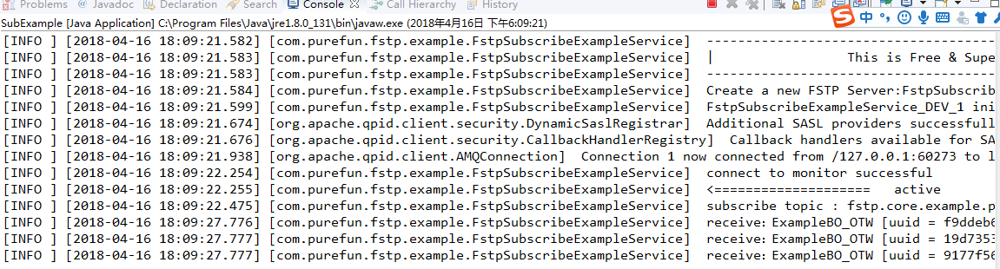 Problems @ Javadoc Declaration Search Console Call Hierarchy History
SubExample [Java Application] C:\Program Files\Java\jre1.8.0_131\bin\javaw.exe (2018年4月16日 下午6:09:21)
中
[INFO ] [2018-04-16 18:09:21.582] [com.purefun.fstp.example.FstpSubscribeExampleService] -----------------------------------------
[INFO ] [2018-04-16 18:09:21.583] [com.purefun.fstp.example.FstpSubscribeExampleService] | This is Free & Supe
[INFO ] [2018-04-16 18:09:21.583] [com.purefun.fstp.example.FstpSubscribeExampleService] -----------------------------------------
[INFO ] [2018-04-16 18:09:21.584] [com.purefun.fstp.example.FstpSubscribeExampleService] Create a new FSTP Server:FstpSubscrib
[INFO ] [2018-04-16 18:09:21.599] [com.purefun.fstp.example.FstpSubscribeExampleService] FstpSubscribeExampleService_DEV_1 ini
[INFO ] [2018-04-16 18:09:21.674] [org.apache.qpid.client.security.DynamicSaslRegistrar] Additional SASL providers successfull
[INFO ] [2018-04-16 18:09:21.676] [org.apache.qpid.client.security.CallbackHandlerRegistry] Callback handlers available for SA
[INFO ] [2018-04-16 18:09:21.938] [org.apache.qpid.client.AMQConnection] Connection 1 now connected from /127.0.0.1:60273 to l
[INFO ] [2018-04-16 18:09:22.254] [com.purefun.fstp.example.FstpSubscribeExampleService] connect to monitor successful
[INFO ] [2018-04-16 18:09:22.255] [com.purefun.fstp.example.FstpSubscribeExampleService] <==================== active
[INFO ] [2018-04-16 18:09:22.475] [com.purefun.fstp.example.FstpSubscribeExampleService] subscribe topic : fstp.core.example.p
[INFO ] [2018-04-16 18:09:27.776] [com.purefun.fstp.example.FstpSubscribeExampleService] receive：ExampleBO_OTW [uuid = f9ddeb6
[INFO ] [2018-04-16 18:09:27.777] [com.purefun.fstp.example.FstpSubscribeExampleService] receive：ExampleBO_OTW [uuid = 19d7353
[INFO ] [2018-04-16 18:09:27.777] [com.purefun.fstp.example.FstpSubscribeExampleService] receive：ExampleBO_OTW [uuid = 9177f56